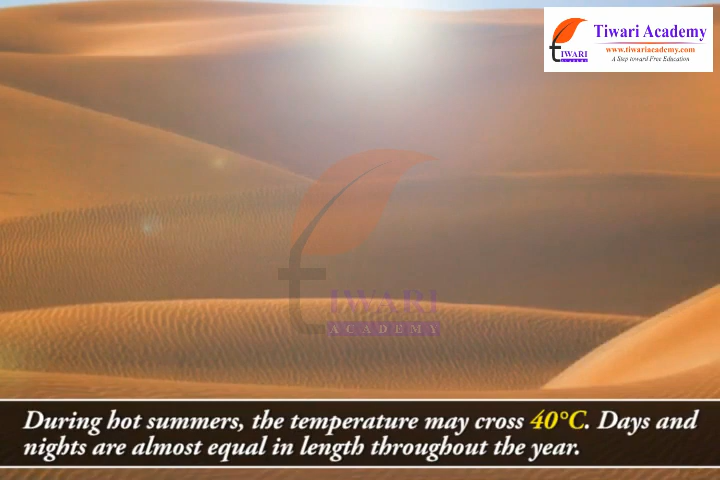 Tiwari Academy
www.tiwariacademy.com
A Step toward Free Education
TIWARI
ACADEMY
TIWARI
ACADEMY
During hot summers, the temperature may cross 40°C. Days and
nights are almost equal in length throughout the year.